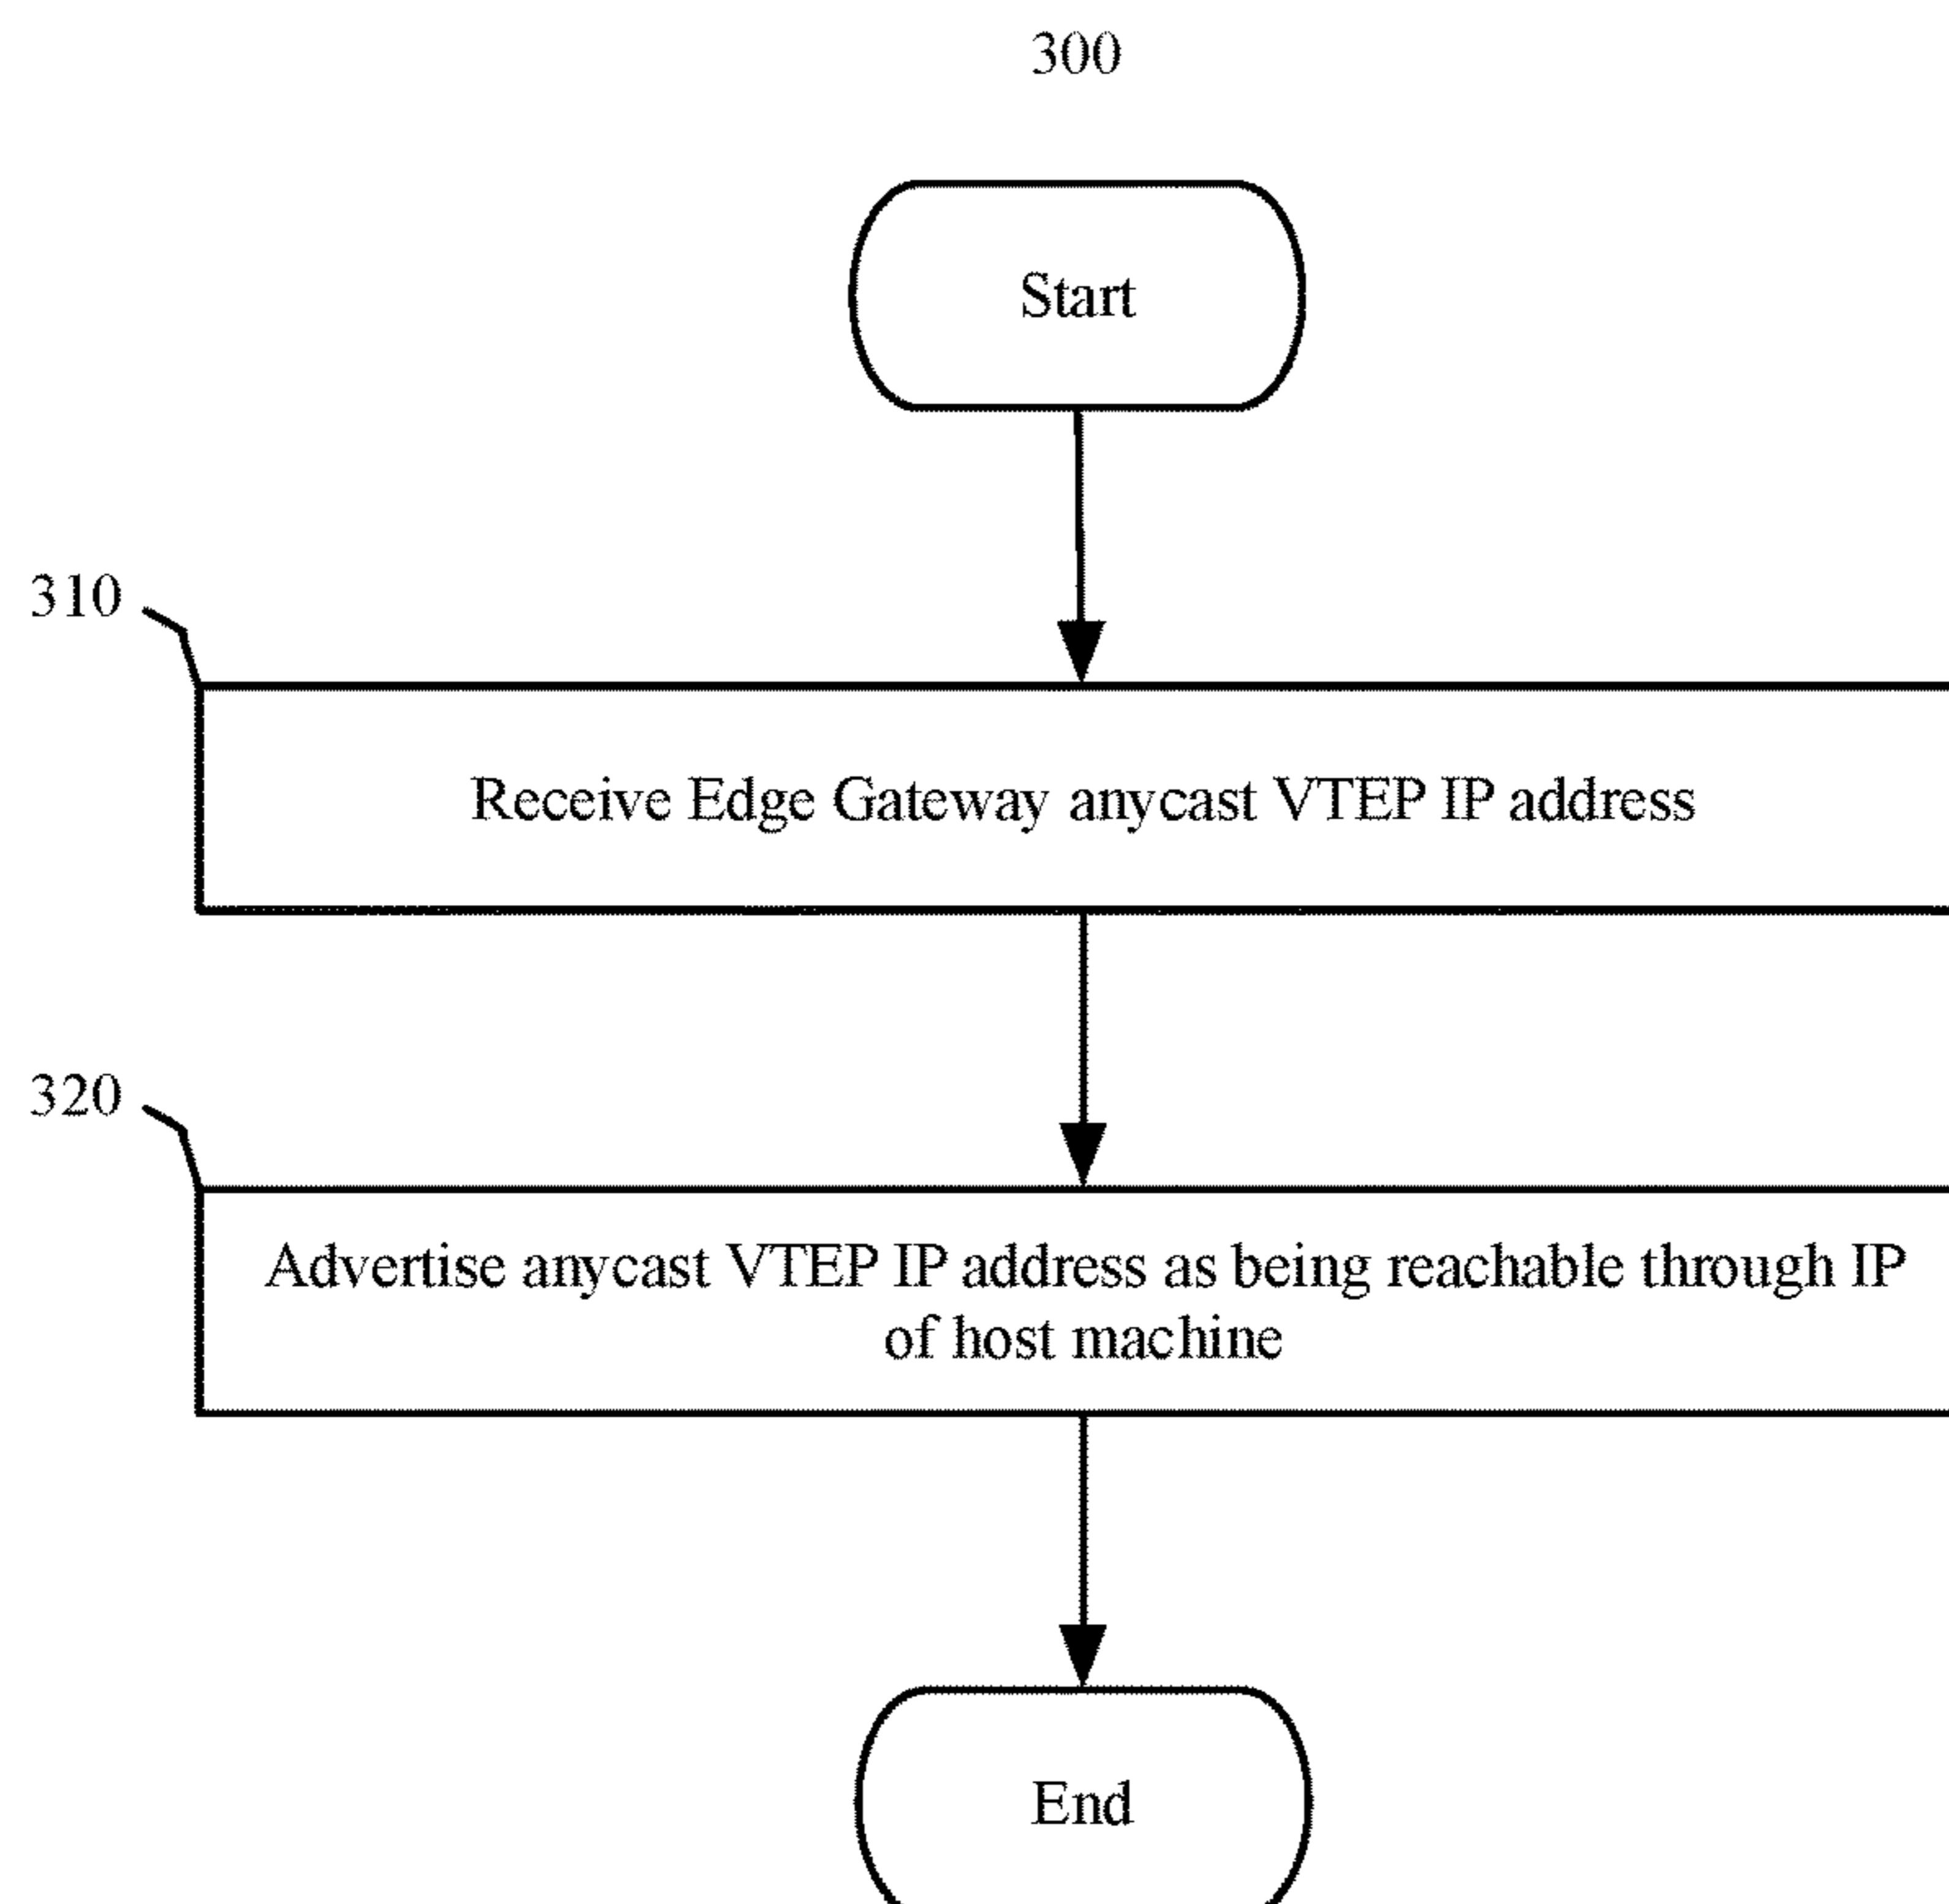 300
Start
310
Receive Edge Gateway anycast VTEP IP address
320
Advertise anycast VTEP IP address as being reachable through IP
of host machine
End